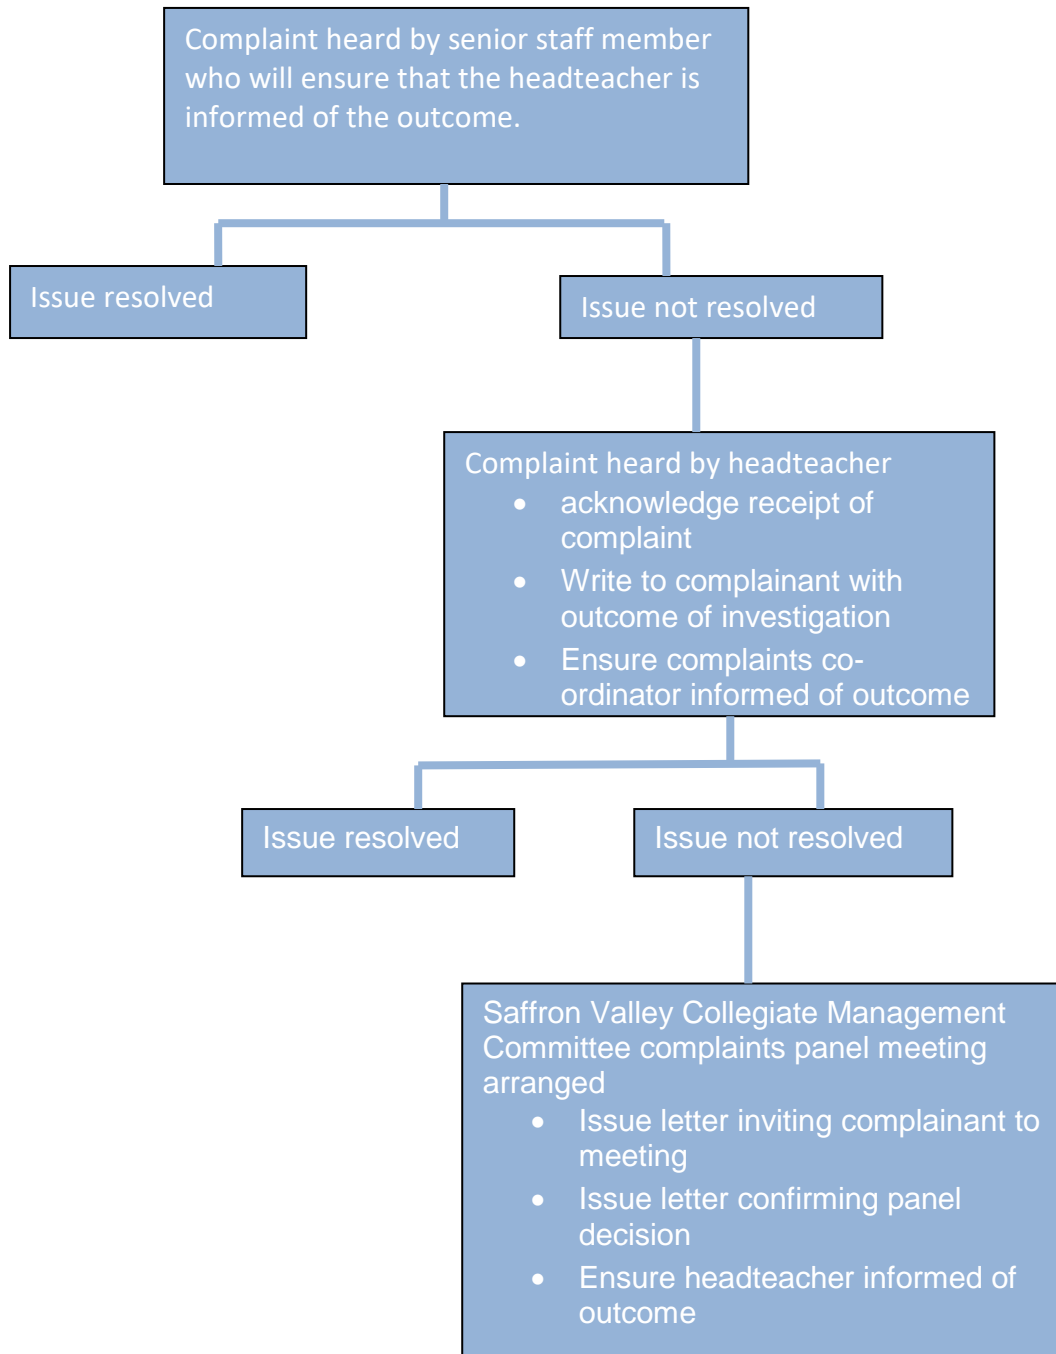 Complaint heard by senior staff member
who will ensure that the headteacher is
informed of the outcome.
Issue resolved
Issue not resolved
Complaint heard by headteacher
• acknowledge receipt of
complaint
• Write to complainant with
outcome of investigation
• Ensure complaints co-
ordinator informed of outcome
Issue resolved
Issue not resolved
Saffron Valley Collegiate Management
Committee complaints panel meeting
arranged
• Issue letter inviting complainant to
meeting
• Issue letter confirming panel
decision
• Ensure headteacher informed of
outcome